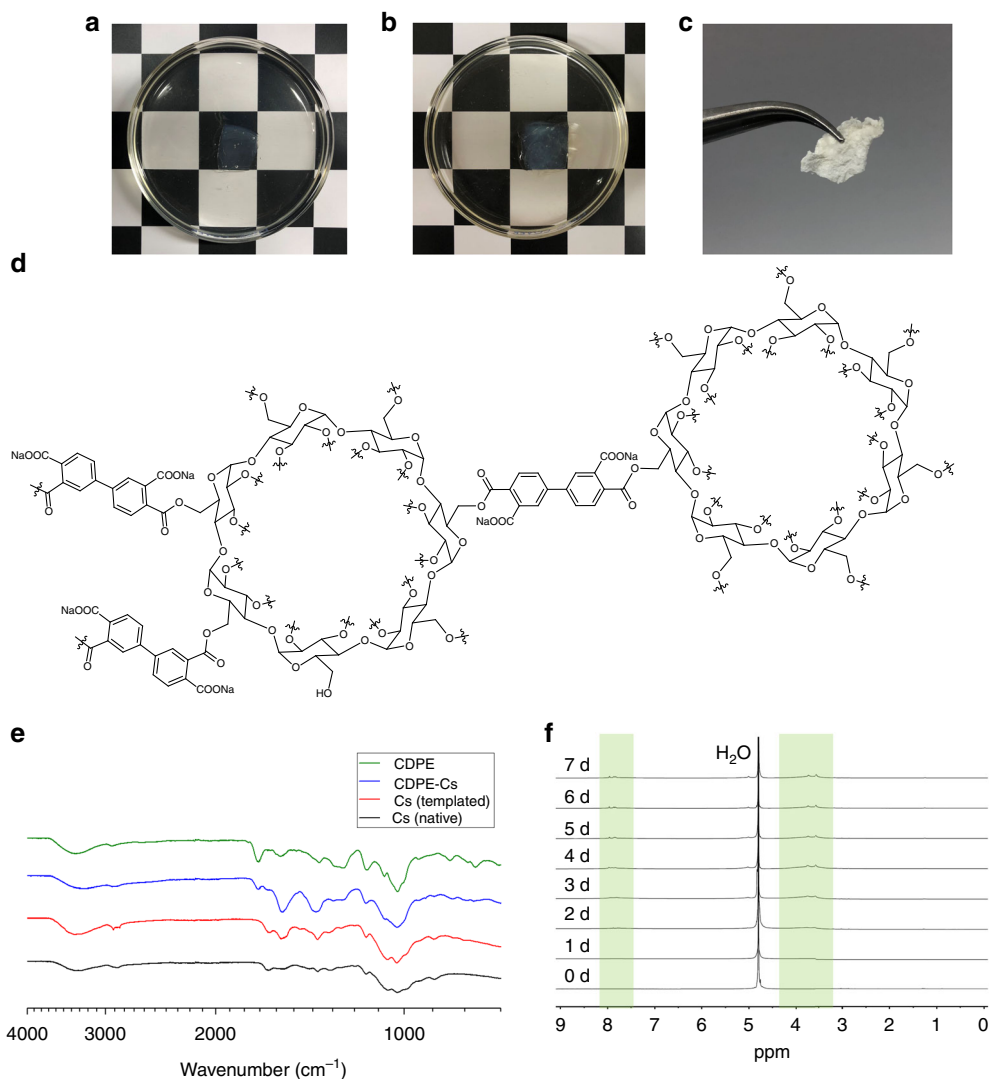 a
b
c
d
NaOOC
COONa
O
O
O
O
NaOOC
COONa
O
O
O
O
HO
O
O
NaOOC
COONa
O
O
e
CDPE
CDPE-Cs
Cs (templated)
Cs (native)
4000 3000 2000 1000
Wavenumber (cm⁻¹)
f
H₂O
7 d
6 d
5 d
4 d
3 d
2 d
1 d
0 d
9 8 7 6 5 4 3 2 1 0
ppm